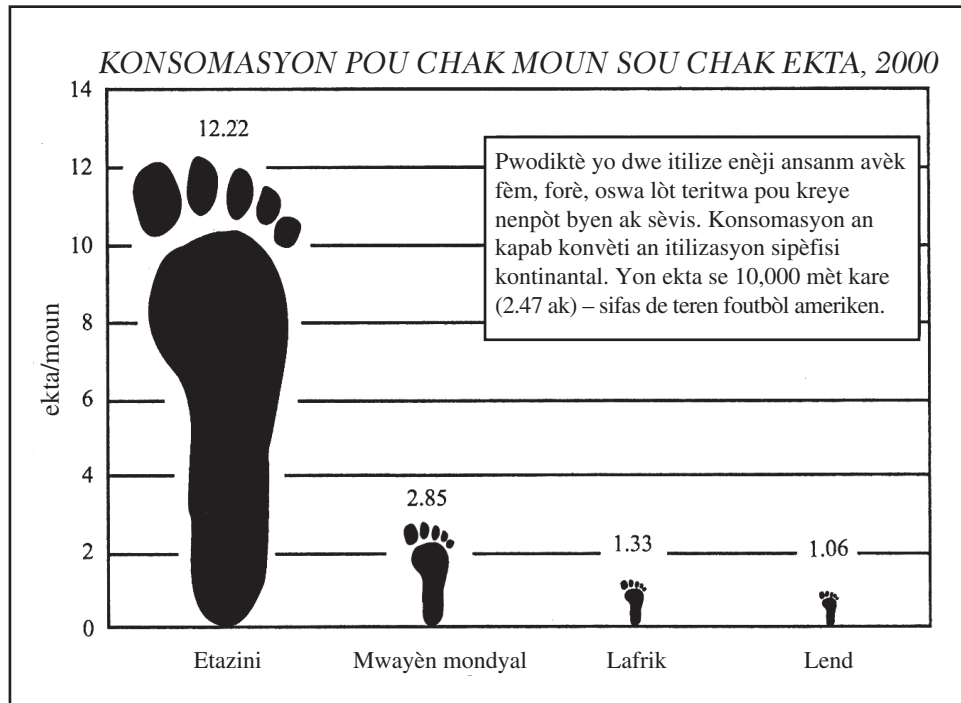 KONSOMASYON POU CHAK MOUN SOU CHAK EKTA, 2000
14
12
10
8
6
4
2
0
ekta/moun
12.22
2.85
1.33
1.06
Pwodiktè yo dwe itilize enèji ansanm avèk
fèm, forè, oswa lòt teritwa pou kreye
nenpòt byen ak sèvis. Konsomasyon an
kapab konvèti an itilizasyon sipèfisi
kontinantal. Yon ekta se 10,000 mèt kare
(2.47 ak) – sifas de teren foutbòl ameriken.
Etazini
Mwayèn mondyal
Lafrik
Lend